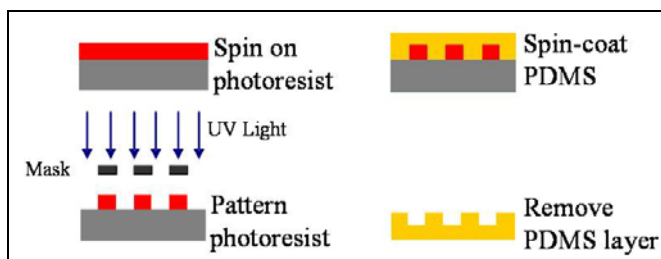 Spin on
photoresist
UV Light
Mask
Pattern
photoresist
Spin-coat
PDMS
Remove
PDMS layer